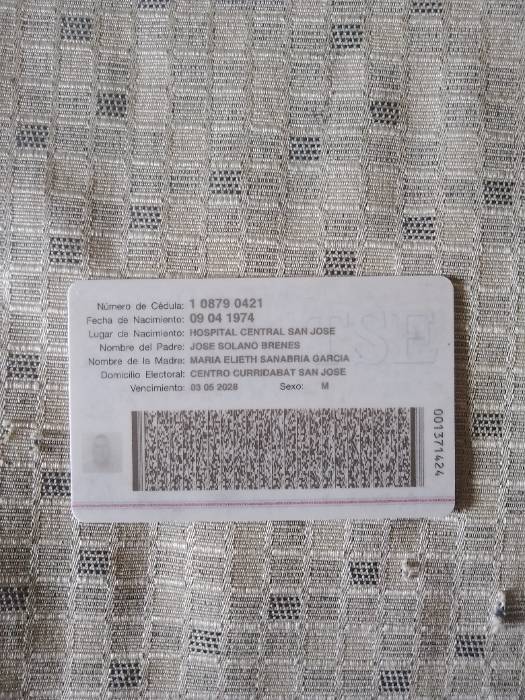 Número de Cédula: 1 0879 0421
Fecha de Nacimiento: 09 04 1974
Lugar de Nacimiento: HOSPITAL CENTRAL SAN JOSE
Nombre del Padre: JOSE SOLANO BRENES
Nombre de la Madre: MARIA ELIETH SANABRIA GARCIA
Domicilio Electoral: CENTRO CURRIDABAT SAN JOSE
Vencimiento: 03 05 2028 Sexo: M
001371424
TSE